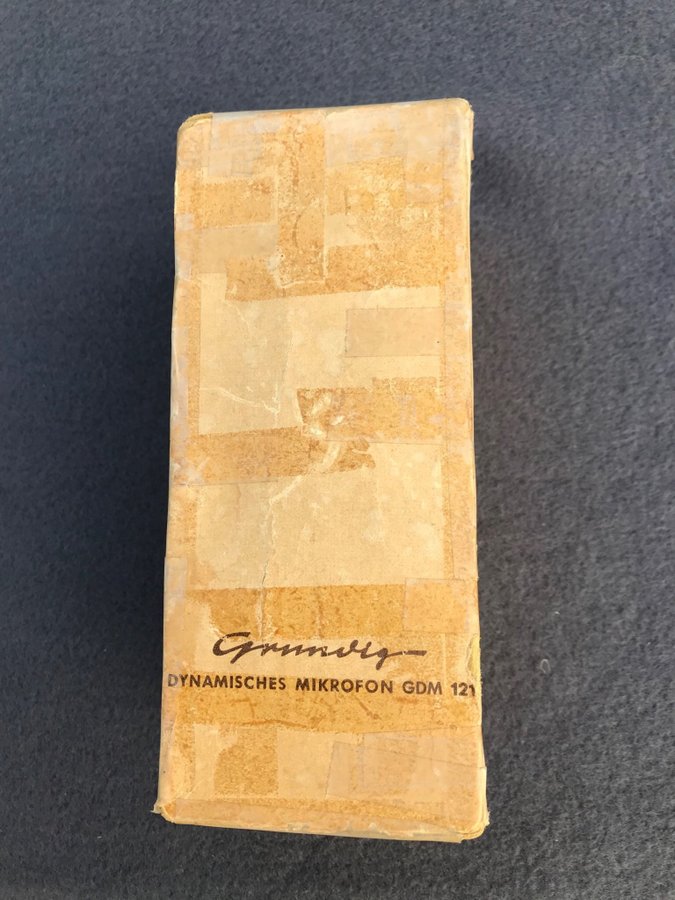 Grundig
DYNAMISCHES MIKROFON GDM 121